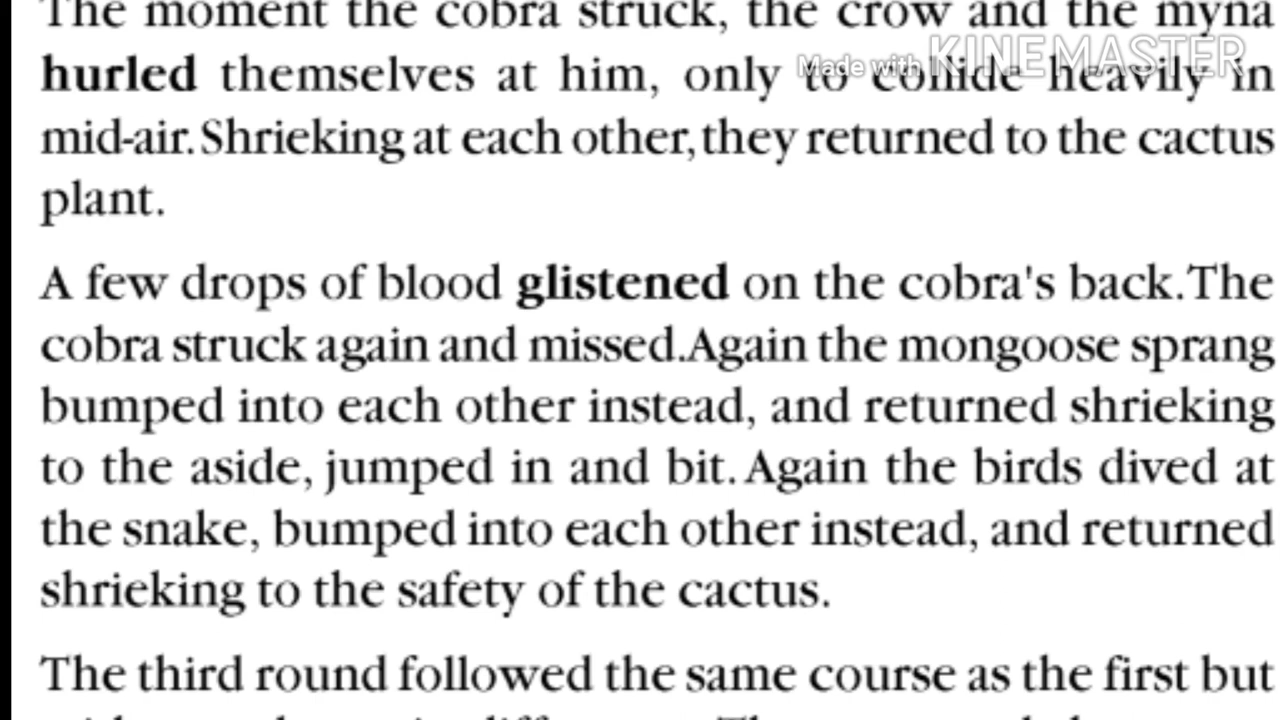 The moment the cobra struck, the crow and the myna
hurled themselves at him, only to collide heavily in
Made with KINEMASTER
mid-air. Shrieking at each other, they returned to the cactus
plant.
A few drops of blood glistened on the cobra's back.The
cobra struck again and missed.Again the mongoose sprang
bumped into each other instead, and returned shrieking
to the aside, jumped in and bit. Again the birds dived at
the snake, bumped into each other instead, and returned
shrieking to the safety of the cactus.
The third round followed the same course as the first but